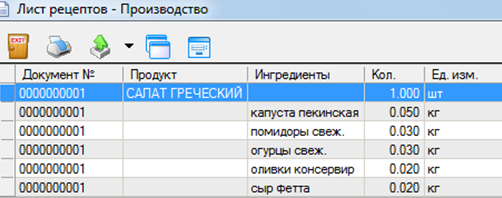 Лист рецептов - Производство
EXIT
Документ № Продукт Ингредиенты Кол. Ед. изм.
0000000001 САЛАТ ГРЕЧЕСКИЙ 1.000 шт
0000000001 капуста пекинская 0.050 кг
0000000001 помидоры свеж. 0.030 кг
0000000001 огурцы свеж. 0.030 кг
0000000001 оливки консервир 0.020 кг
0000000001 сыр фетта 0.020 кг